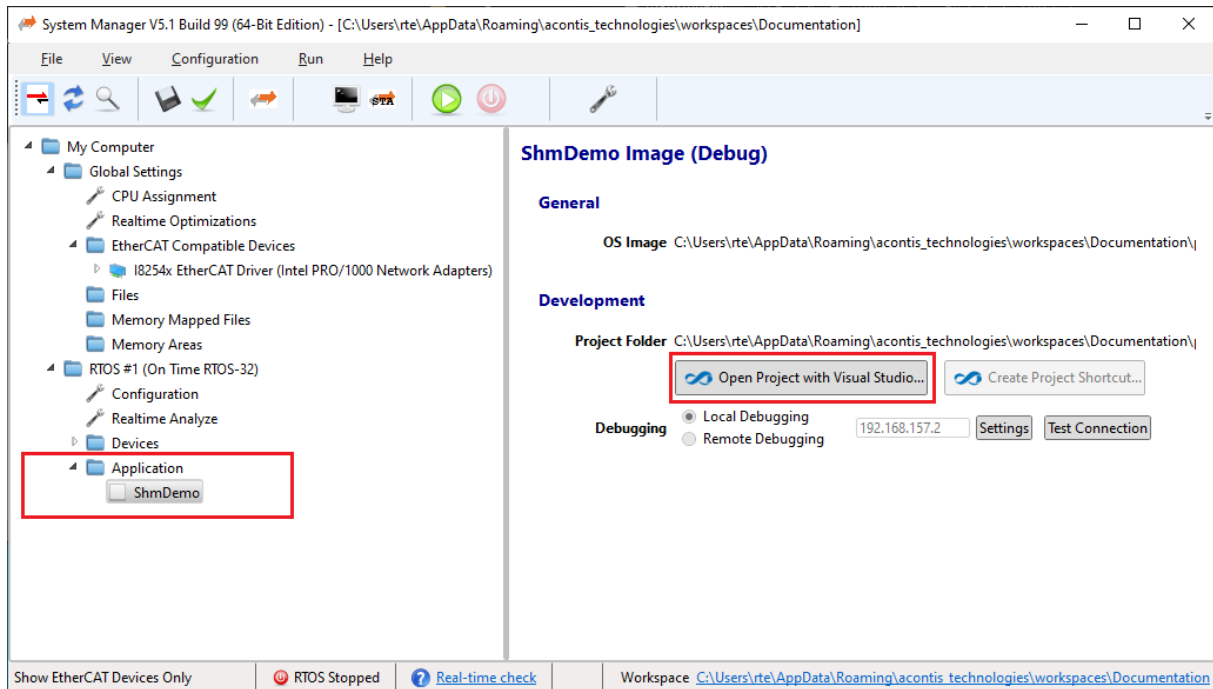 System Manager V5.1 Build 99 (64-Bit Edition) - [C:\Users\rte\AppData\Roaming\acontis_technologies\workspaces\Documentation]
File View Configuration Run Help
STA
My Computer
Global Settings
CPU Assignment
Realtime Optimizations
EtherCAT Compatible Devices
I8254x EtherCAT Driver (Intel PRO/1000 Network Adapters)
Files
Memory Mapped Files
Memory Areas
RTOS #1 (On Time RTOS-32)
Configuration
Realtime Analyze
Devices
Application
ShmDemo
ShmDemo Image (Debug)
General
OS Image C:\Users\rte\AppData\Roaming\acontis_technologies\workspaces\Documentation\
Development
Project Folder C:\Users\rte\AppData\Roaming\acontis_technologies\workspaces\Documentation\
Open Project with Visual Studio... Create Project Shortcut...
Debugging
Local Debugging
Remote Debugging
192.168.157.2 Settings Test Connection
Show EtherCAT Devices Only RTOS Stopped Real-time check Workspace C:\Users\rte\AppData\Roaming\acontis_technologies\workspaces\Documentation